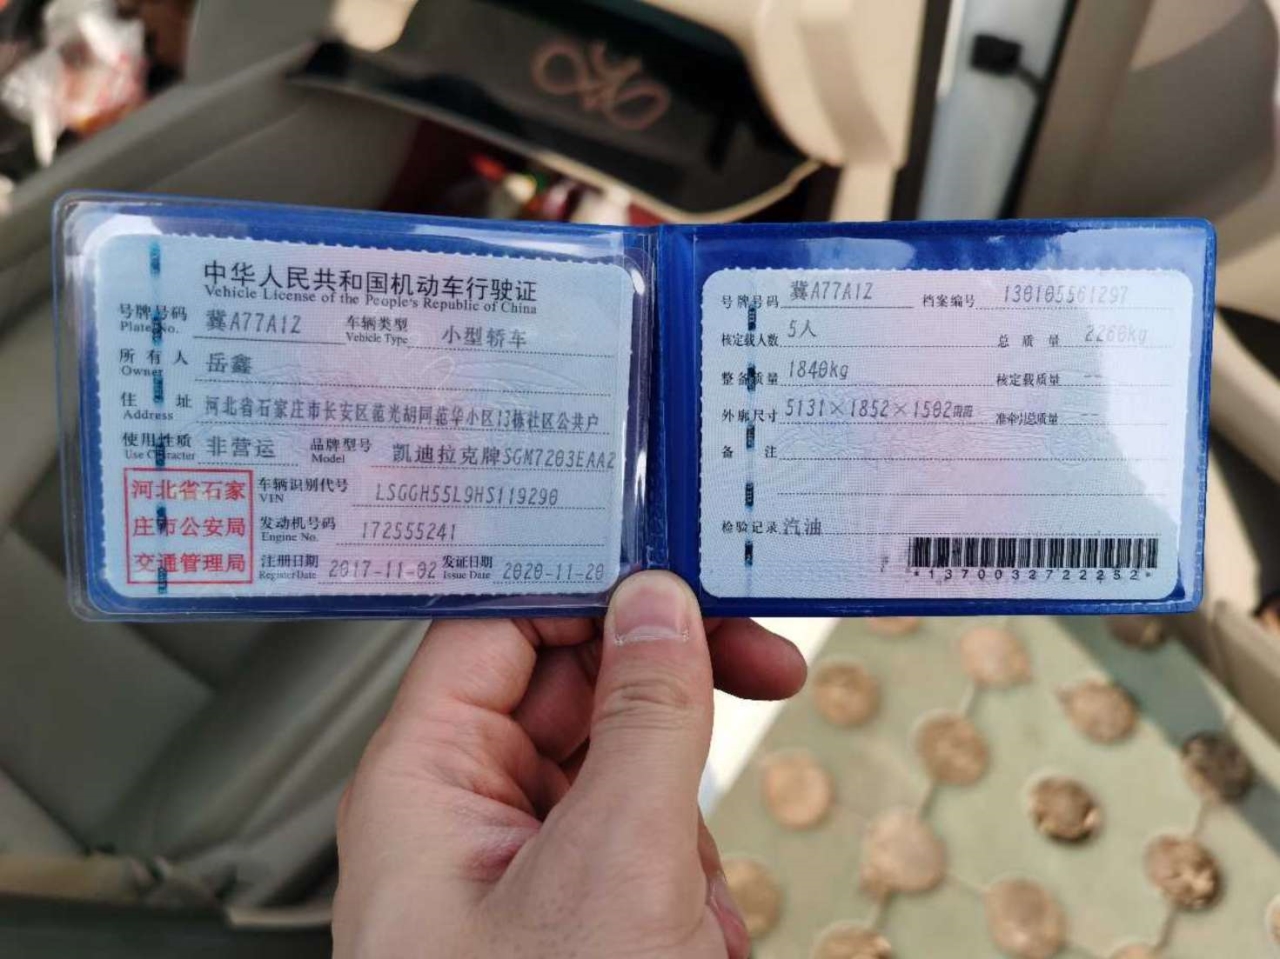 中华人民共和国机动车行驶证
Vehicle License of the People's Republic of China
号牌号码 冀A77A1Z 车辆类型 小型轿车
Plate No. Vehicle Type
所有人 岳鑫
Owner
住址 河北省石家庄市长安区范光胡同范华小区13栋社区公共户
Address
使用性质 非营运 品牌型号 凯迪拉克牌SGM7203EAA2
Use Character Model
河北省石家
庄市公安局
交通管理局
车辆识别代号 LSGGH55L9HS119290
VIN
发动机号码 172555241
Engine No.
注册日期 2017-11-02 发证日期 2020-11-20
Register Date Issue Date
号牌号码 冀A77A1Z 档案编号 130105561297
核定载人数 5人 总质量 2260kg
整备质量 1840kg 核定载质量 --
外廓尺寸 5131×1852×1502mm 准牵引总质量 --
备注
检验记录 汽油
*1370032722252*